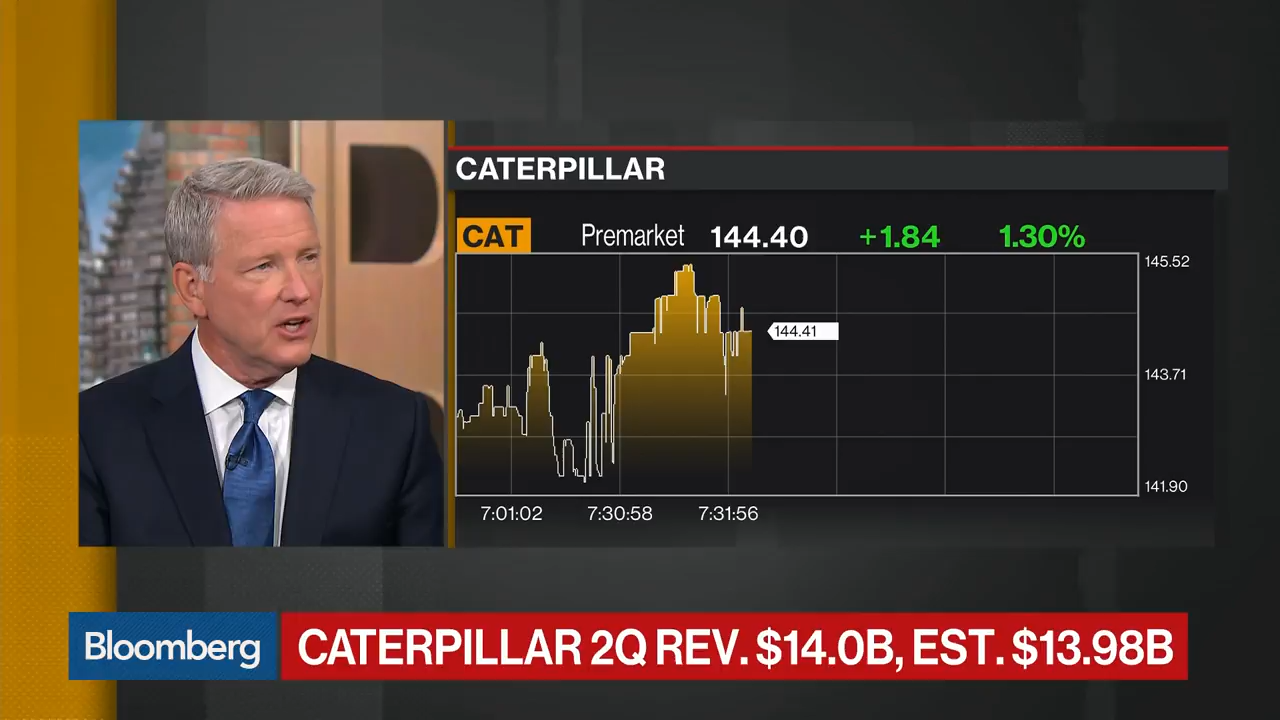 CATERPILLAR
CAT Premarket 144.40 +1.84 1.30%
145.52
144.41
143.71
141.90
7:01:02 7:30:58 7:31:56
Bloomberg CATERPILLAR 2Q REV. $14.0B, EST. $13.98B